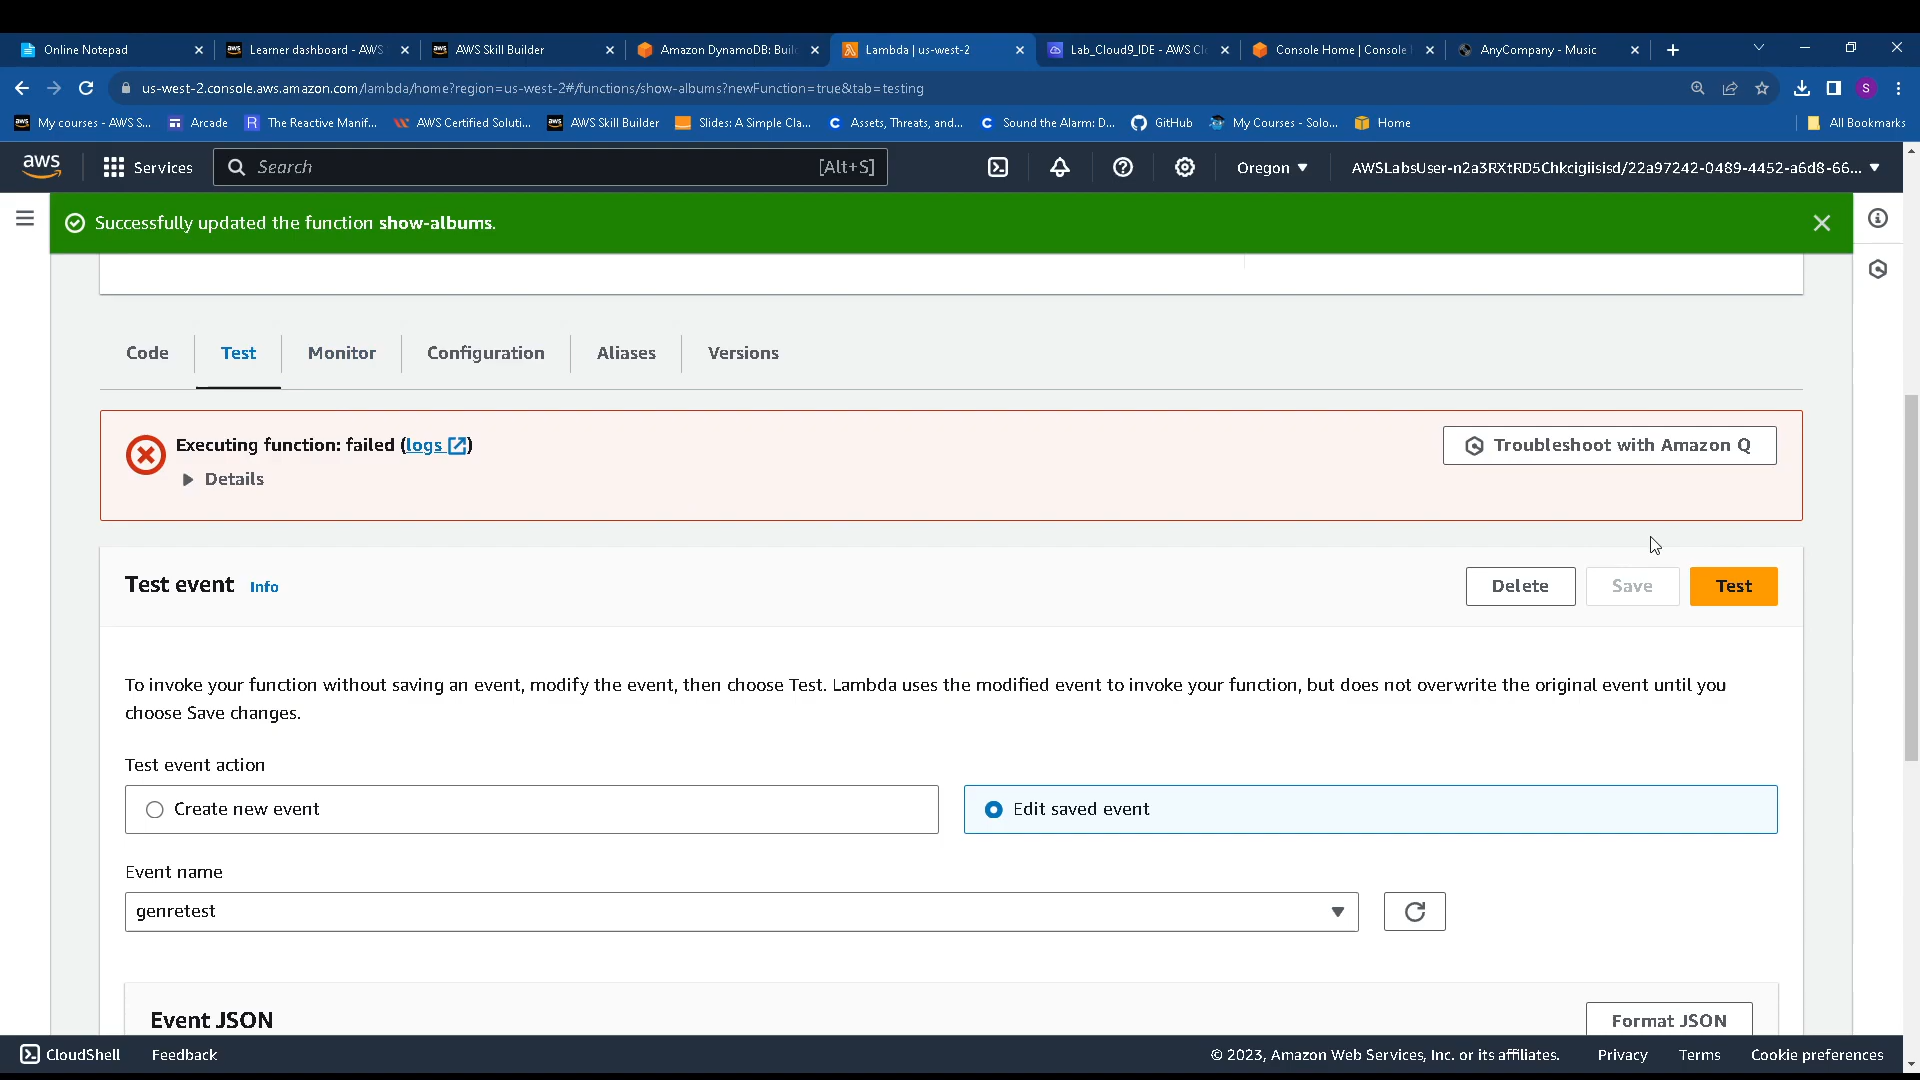 Online Notepad
Learner dashboard - AWS
AWS Skill Builder
Amazon DynamoDB: Buil
Lambda | us-west-2
Lab_Cloud9_IDE - AWS Cl
Console Home | Console
AnyCompany - Music
us-west-2.console.aws.amazon.com/lambda/home?region=us-west-2#/functions/show-albums?newFunction=true&tab=testing
S
My courses - AWS S...
Arcade
The Reactive Manif...
AWS Certified Soluti...
AWS Skill Builder
Slides: A Simple Cla...
Assets, Threats, and...
Sound the Alarm: D...
GitHub
My Courses - Solo...
Home
All Bookmarks
aws
Services
Search
[Alt+S]
Oregon
AWSLabsUser-n2a3RXtRD5Chkcigiisisd/22a97242-0489-4452-a6d8-66...
Successfully updated the function show-albums.
Code
Test
Monitor
Configuration
Aliases
Versions
Executing function: failed (logs)
Troubleshoot with Amazon Q
Details
Test event Info
Delete
Save
Test
To invoke your function without saving an event, modify the event, then choose Test. Lambda uses the modified event to invoke your function, but does not overwrite the original event until you
choose Save changes.
Test event action
Create new event
Edit saved event
Event name
genretest
Event JSON
Format JSON
CloudShell
Feedback
© 2023, Amazon Web Services, Inc. or its affiliates.
Privacy
Terms
Cookie preferences